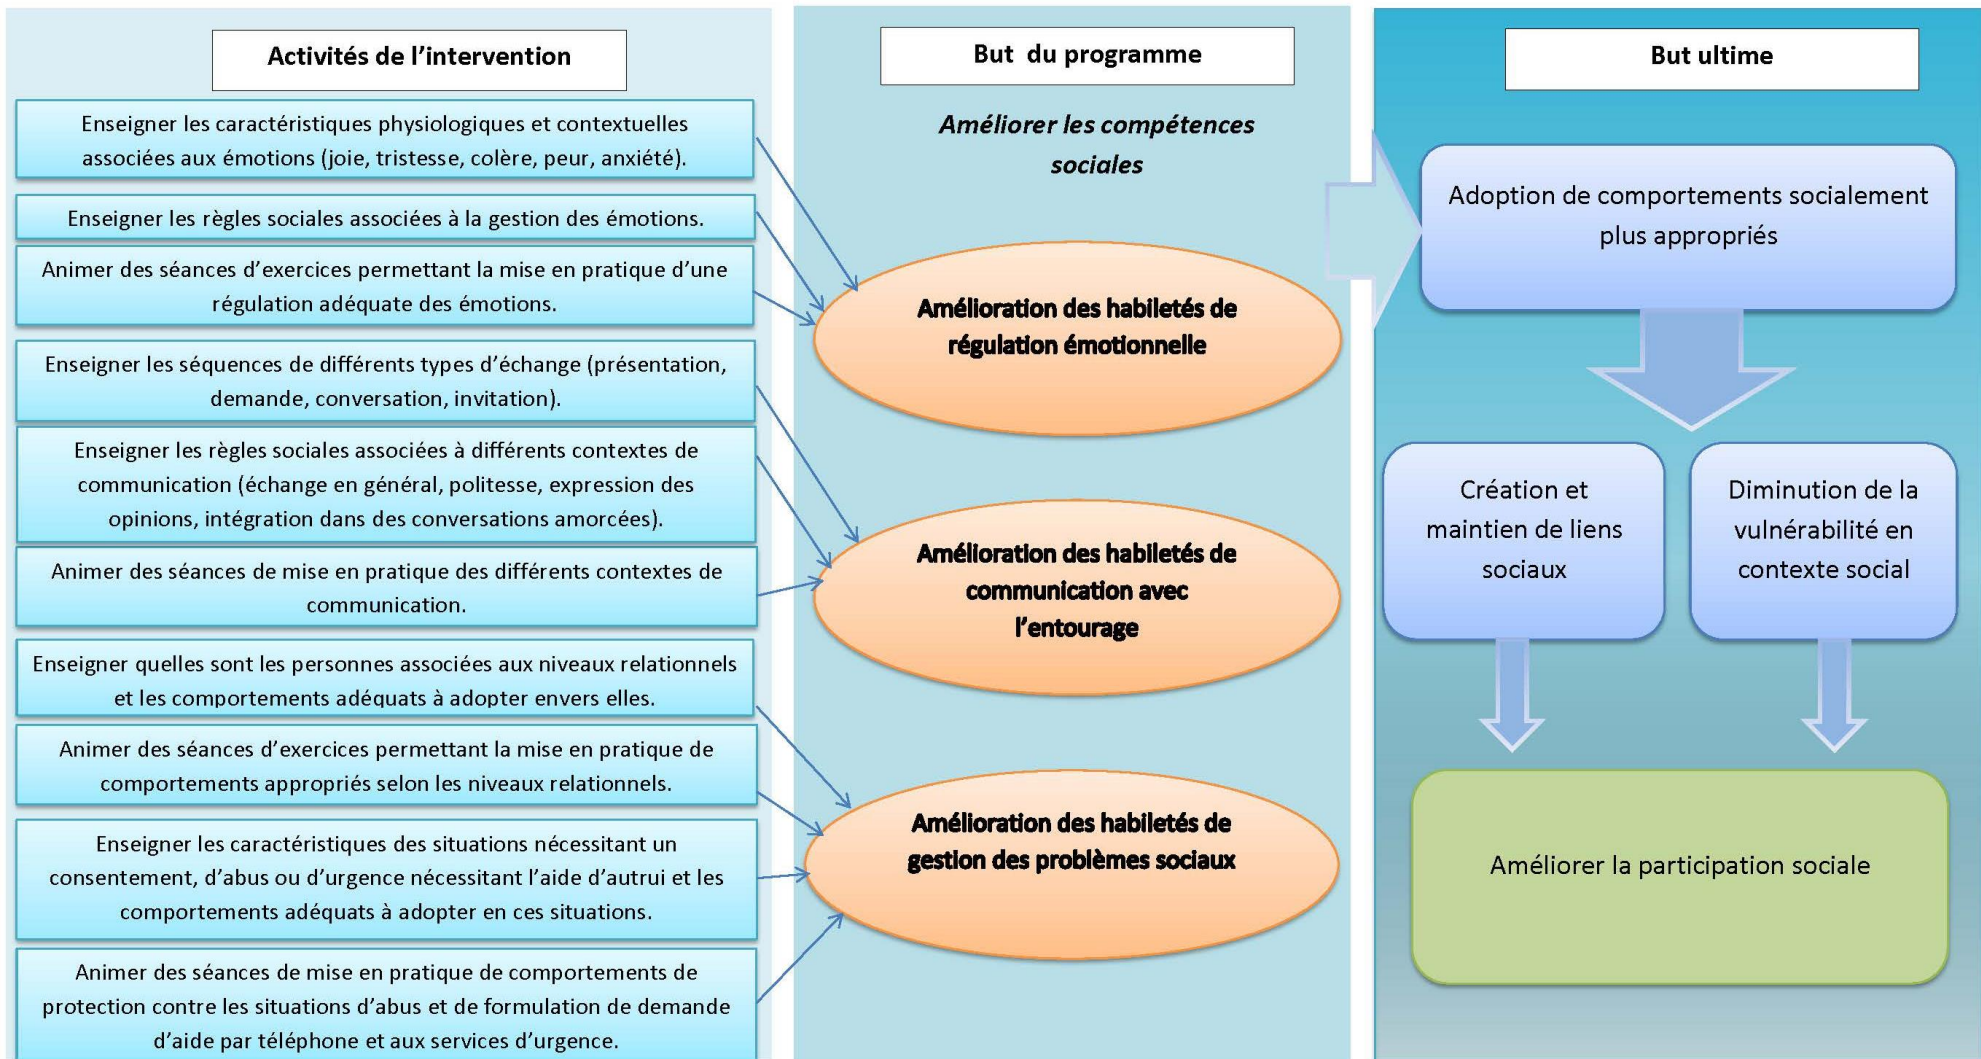 Activités de l’intervention
Enseigner les caractéristiques physiologiques et contextuelles
associées aux émotions (joie, tristesse, colère, peur, anxiété).
Enseigner les règles sociales associées à la gestion des émotions.
Animer des séances d’exercices permettant la mise en pratique d’une
régulation adéquate des émotions.
Enseigner les séquences de différents types d’échange (présentation,
demande, conversation, invitation).
Enseigner les règles sociales associées à différents contextes de
communication (échange en général, politesse, expression des
opinions, intégration dans des conversations amorcées).
Animer des séances de mise en pratique des différents contextes de
communication.
Enseigner quelles sont les personnes associées aux niveaux relationnels
et les comportements adéquats à adopter envers elles.
Animer des séances d’exercices permettant la mise en pratique de
comportements appropriés selon les niveaux relationnels.
Enseigner les caractéristiques des situations nécessitant un
consentement, d’abus ou d’urgence nécessitant l’aide d’autrui et les
comportements adéquats à adopter en ces situations.
Animer des séances de mise en pratique de comportements de
protection contre les situations d’abus et de formulation de demande
d’aide par téléphone et aux services d’urgence.
But du programme
Améliorer les compétences
sociales
Amélioration des habiletés de
régulation émotionnelle
Amélioration des habiletés de
communication avec
l’entourage
Amélioration des habiletés de
gestion des problèmes sociaux
But ultime
Adoption de comportements socialement
plus appropriés
Création et
maintien de liens
sociaux
Diminution de la
vulnérabilité en
contexte social
Améliorer la participation sociale